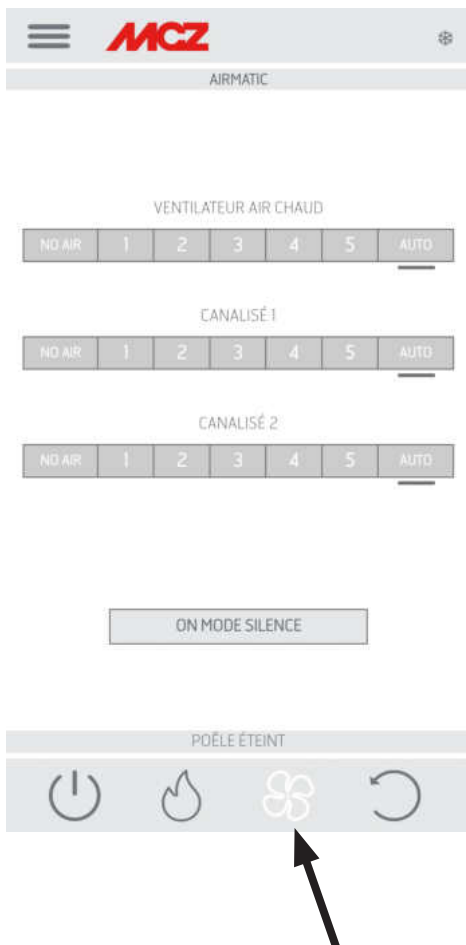 MCZ
AIRMATIC
VENTILATEUR AIR CHAUD
NO AIR 1 2 3 4 5 AUTO
CANALISÉ 1
NO AIR 1 2 3 4 5 AUTO
CANALISÉ 2
NO AIR 1 2 3 4 5 AUTO
ON MODE SILENCE
POÊLE ÉTEINT